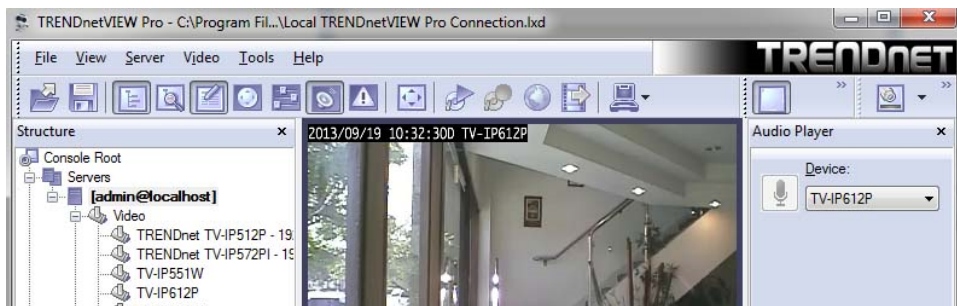 TRENDnetVIEW Pro - C:\Program Fil...\Local TRENDnetVIEW Pro Connection.lxd
File View Server Video Tools Help
TRENDNET
Structure x
2013/09/19 10:32:30D TV-IP612P
Audio Player x
Console Root
Servers
[admin@localhost]
Video
TRENDnet TV-IP512P - 19
TRENDnet TV-IP572PI - 19
TV-IP551W
TV-IP612P
Device:
TV-IP612P